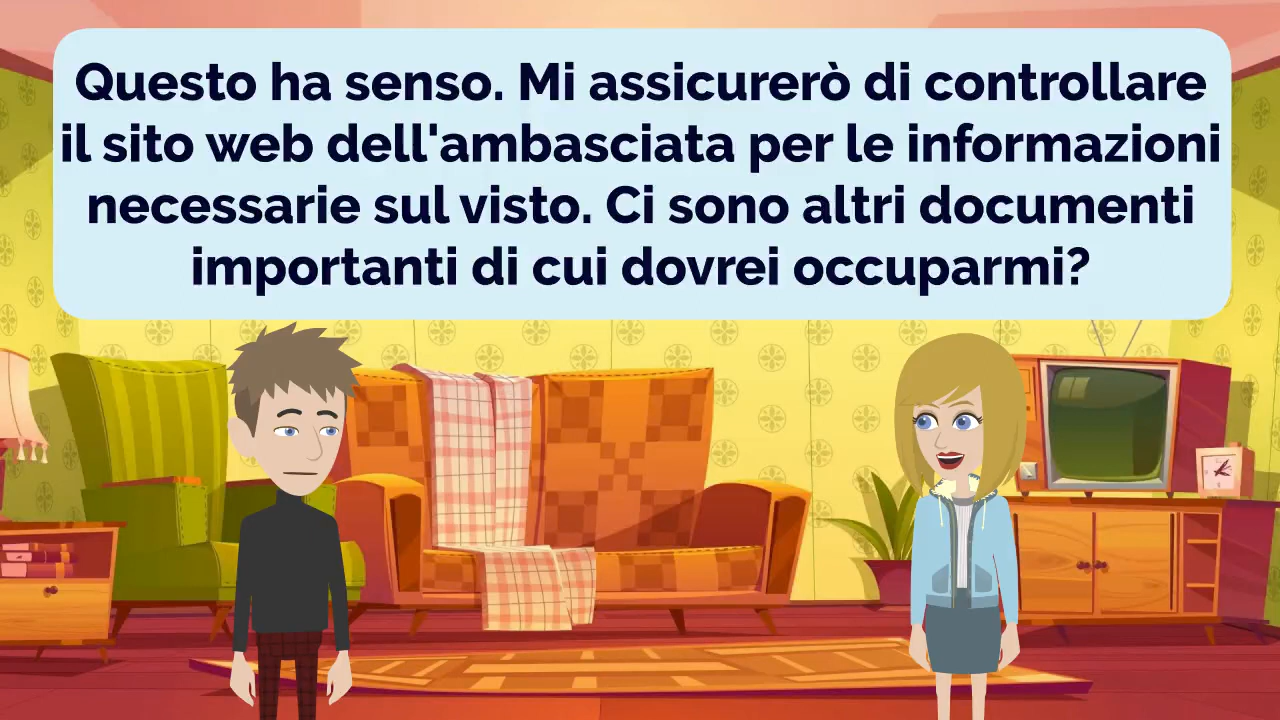 Questo ha senso. Mi assicurerò di controllare
il sito web dell'ambasciata per le informazioni
necessarie sul visto. Ci sono altri documenti
importanti di cui dovrei occuparmi?